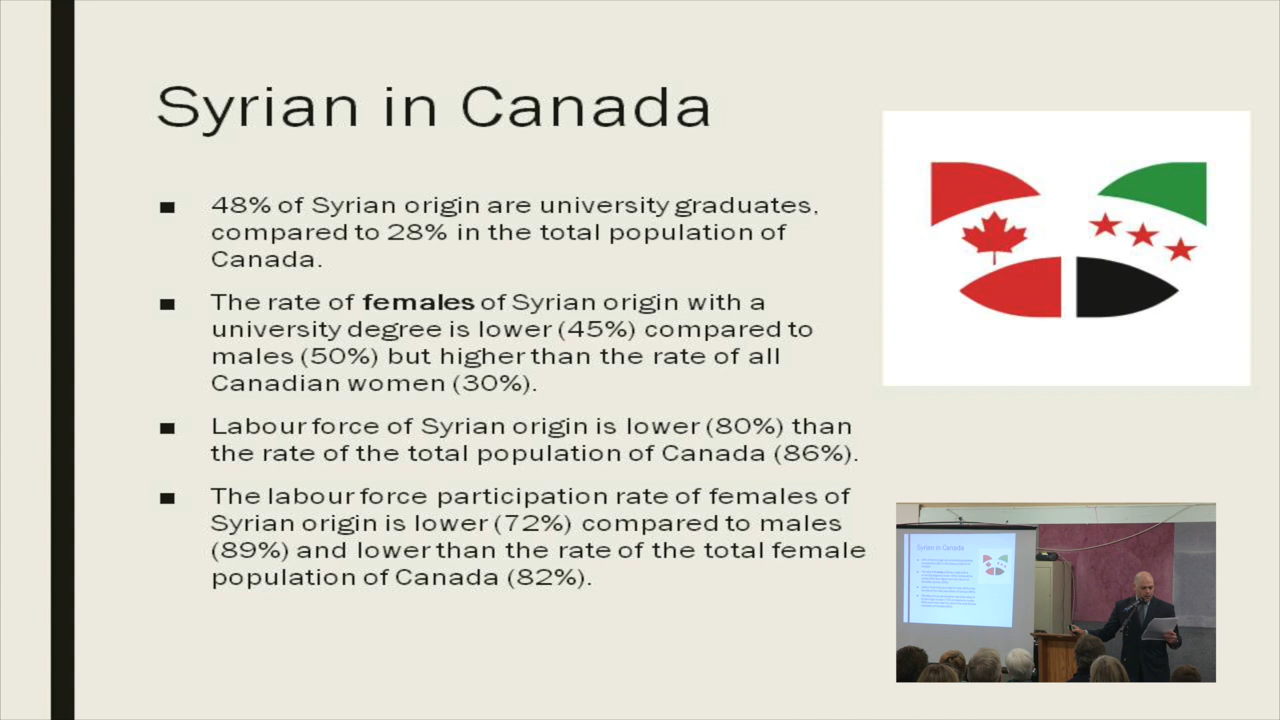 Syrian in Canada
■ 48% of Syrian origin are university graduates,
compared to 28% in the total population of
Canada.
■ The rate of females of Syrian origin with a
university degree is lower (45%) compared to
males (50%) but higher than the rate of all
Canadian women (30%).
■ Labour force of Syrian origin is lower (80%) than
the rate of the total population of Canada (86%).
■ The labour force participation rate of females of
Syrian origin is lower (72%) compared to males
(89%) and lower than the rate of the total female
population of Canada (82%).
Syrian in Canada